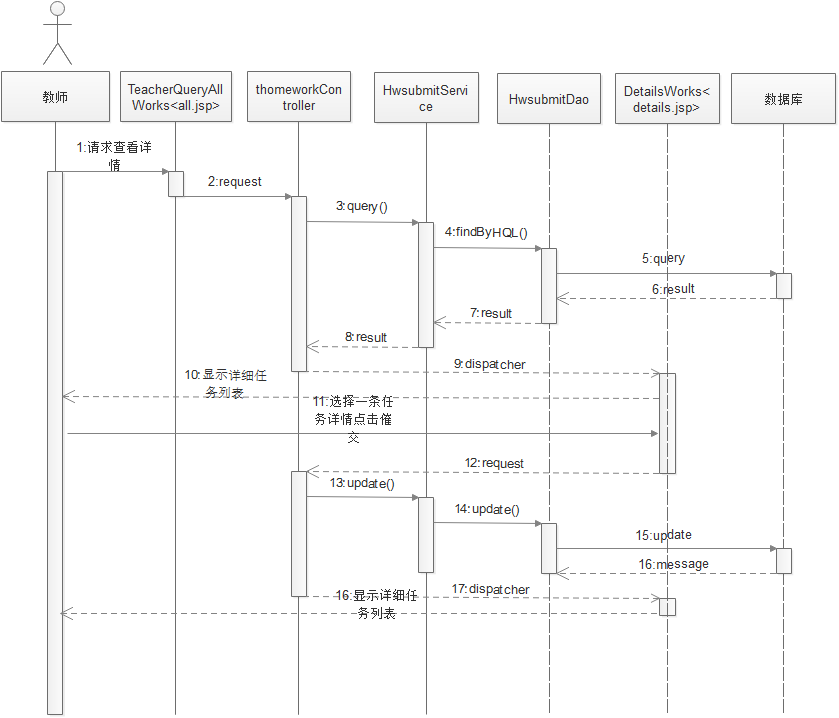 教师
TeacherQueryAll
Works<all.jsp>
thomeworkCon
troller
HwsubmitServi
ce
HwsubmitDao
DetailsWorks<
details.jsp>
数据库
1:请求查看详
情
2:request
3:query()
4:findByHQL()
5:query
6:result
7:result
8:result
9:dispatcher
10:显示详细任
务列表
11:选择一条任
务详情点击催
交
12:request
13:update()
14:update()
15:update
16:message
17:dispatcher
16:显示详细任
务列表